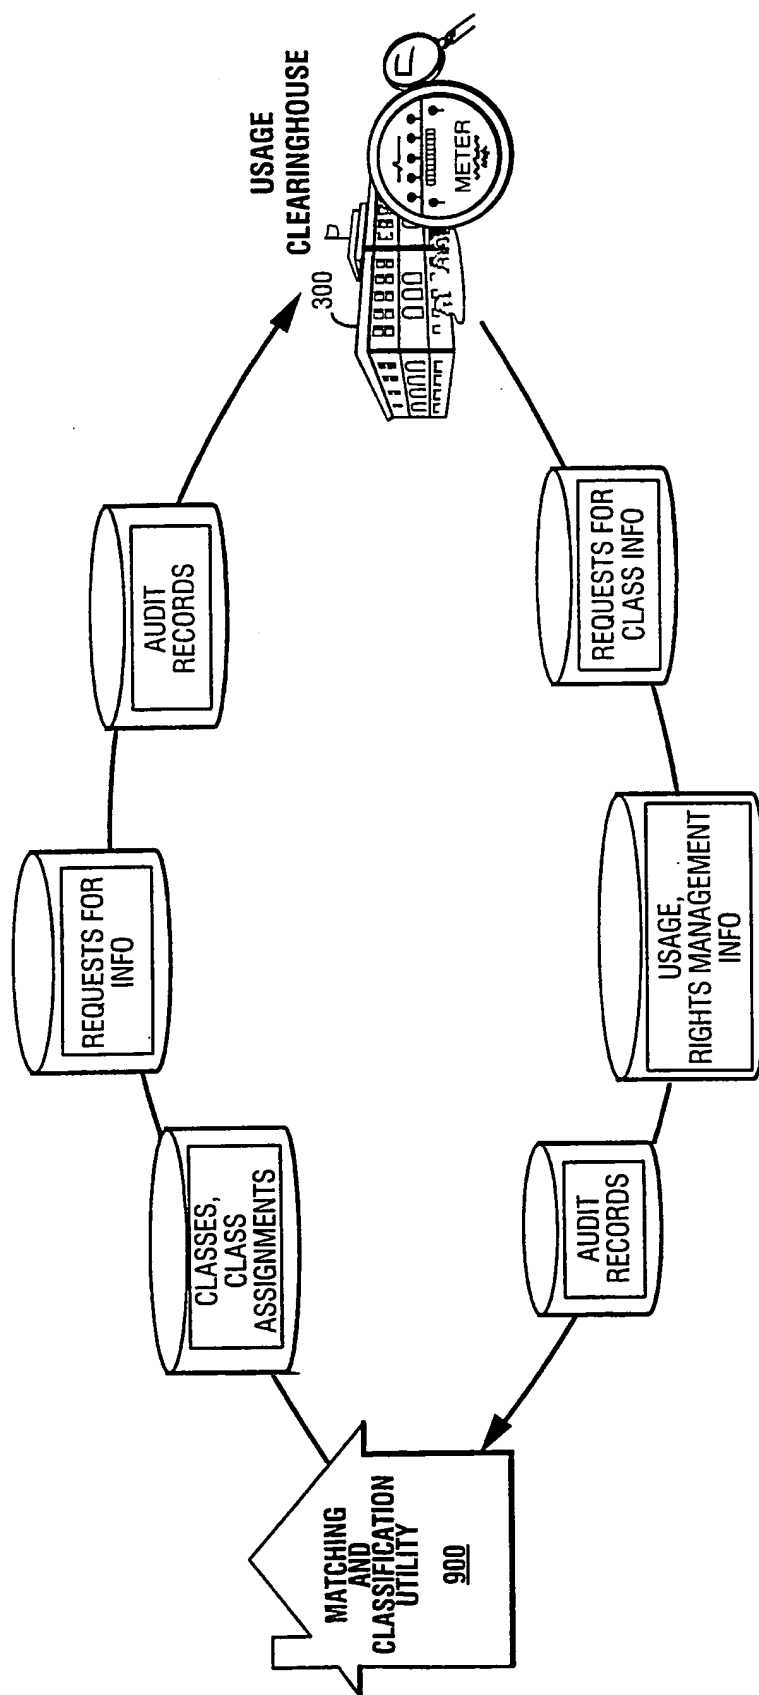 REQUESTS FOR
INFO
AUDIT
RECORDS
CLASSES,
CLASS
ASSIGNMENTS
USAGE
CLEARINGHOUSE
300
METER
MATCHING
AND
CLASSIFICATION
UTILITY
900
AUDIT
RECORDS
USAGE,
RIGHTS MANAGEMENT
INFO
REQUESTS FOR
CLASS INFO